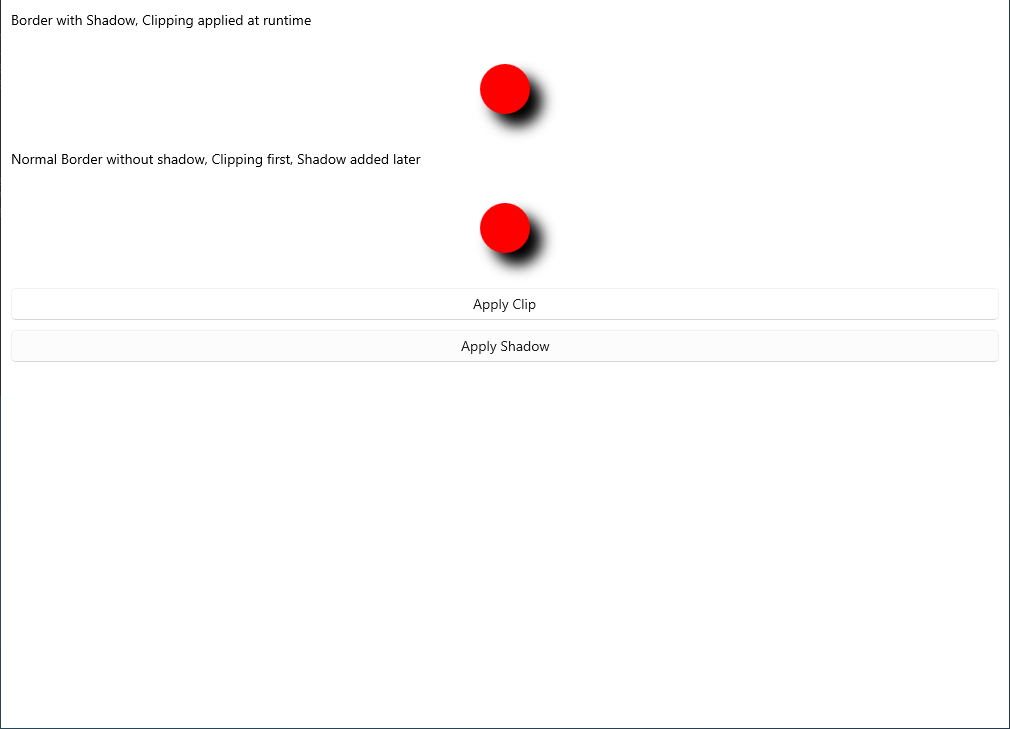 Border with Shadow, Clipping applied at runtime
Normal Border without shadow, Clipping first, Shadow added later
Apply Clip
Apply Shadow